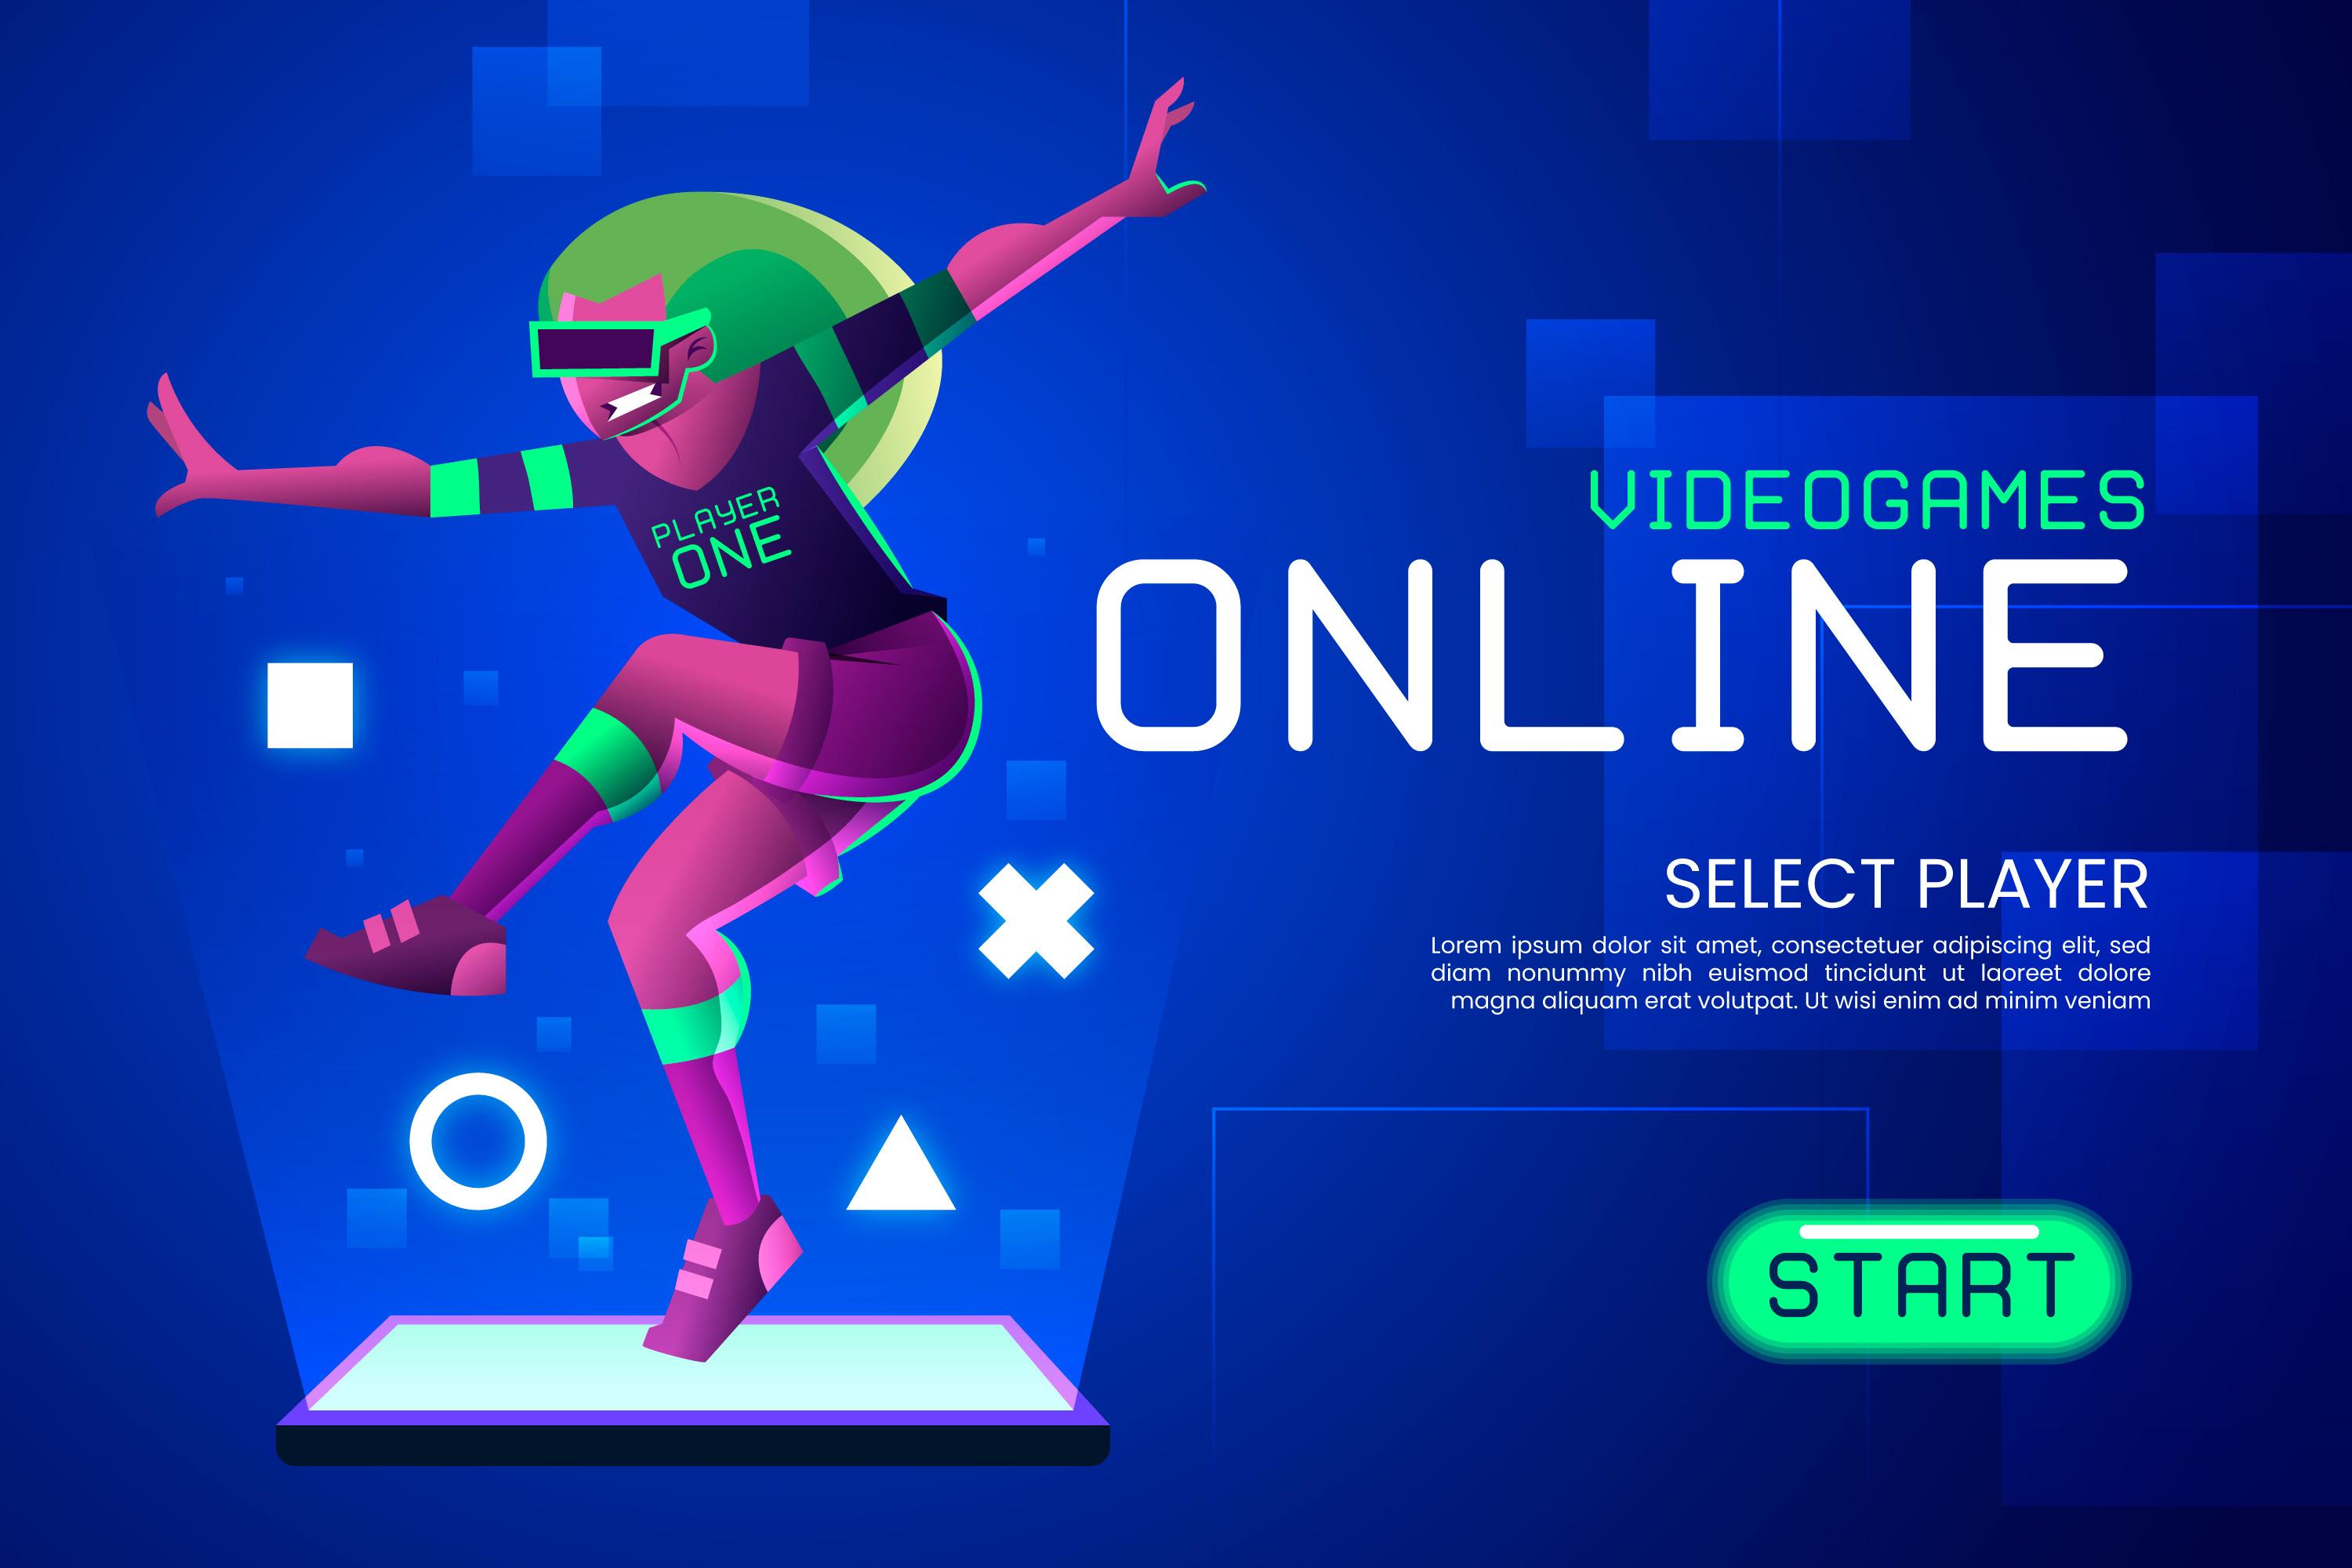 PLAYER
ONE
VIDEOGAMES
ONLINE
SELECT PLAYER
Lorem ipsum dolor sit amet, consectetuer adipiscing elit, sed
diam nonummy nibh euismod tincidunt ut laoreet dolore
magna aliquam erat volutpat. Ut wisi enim ad minim veniam
START